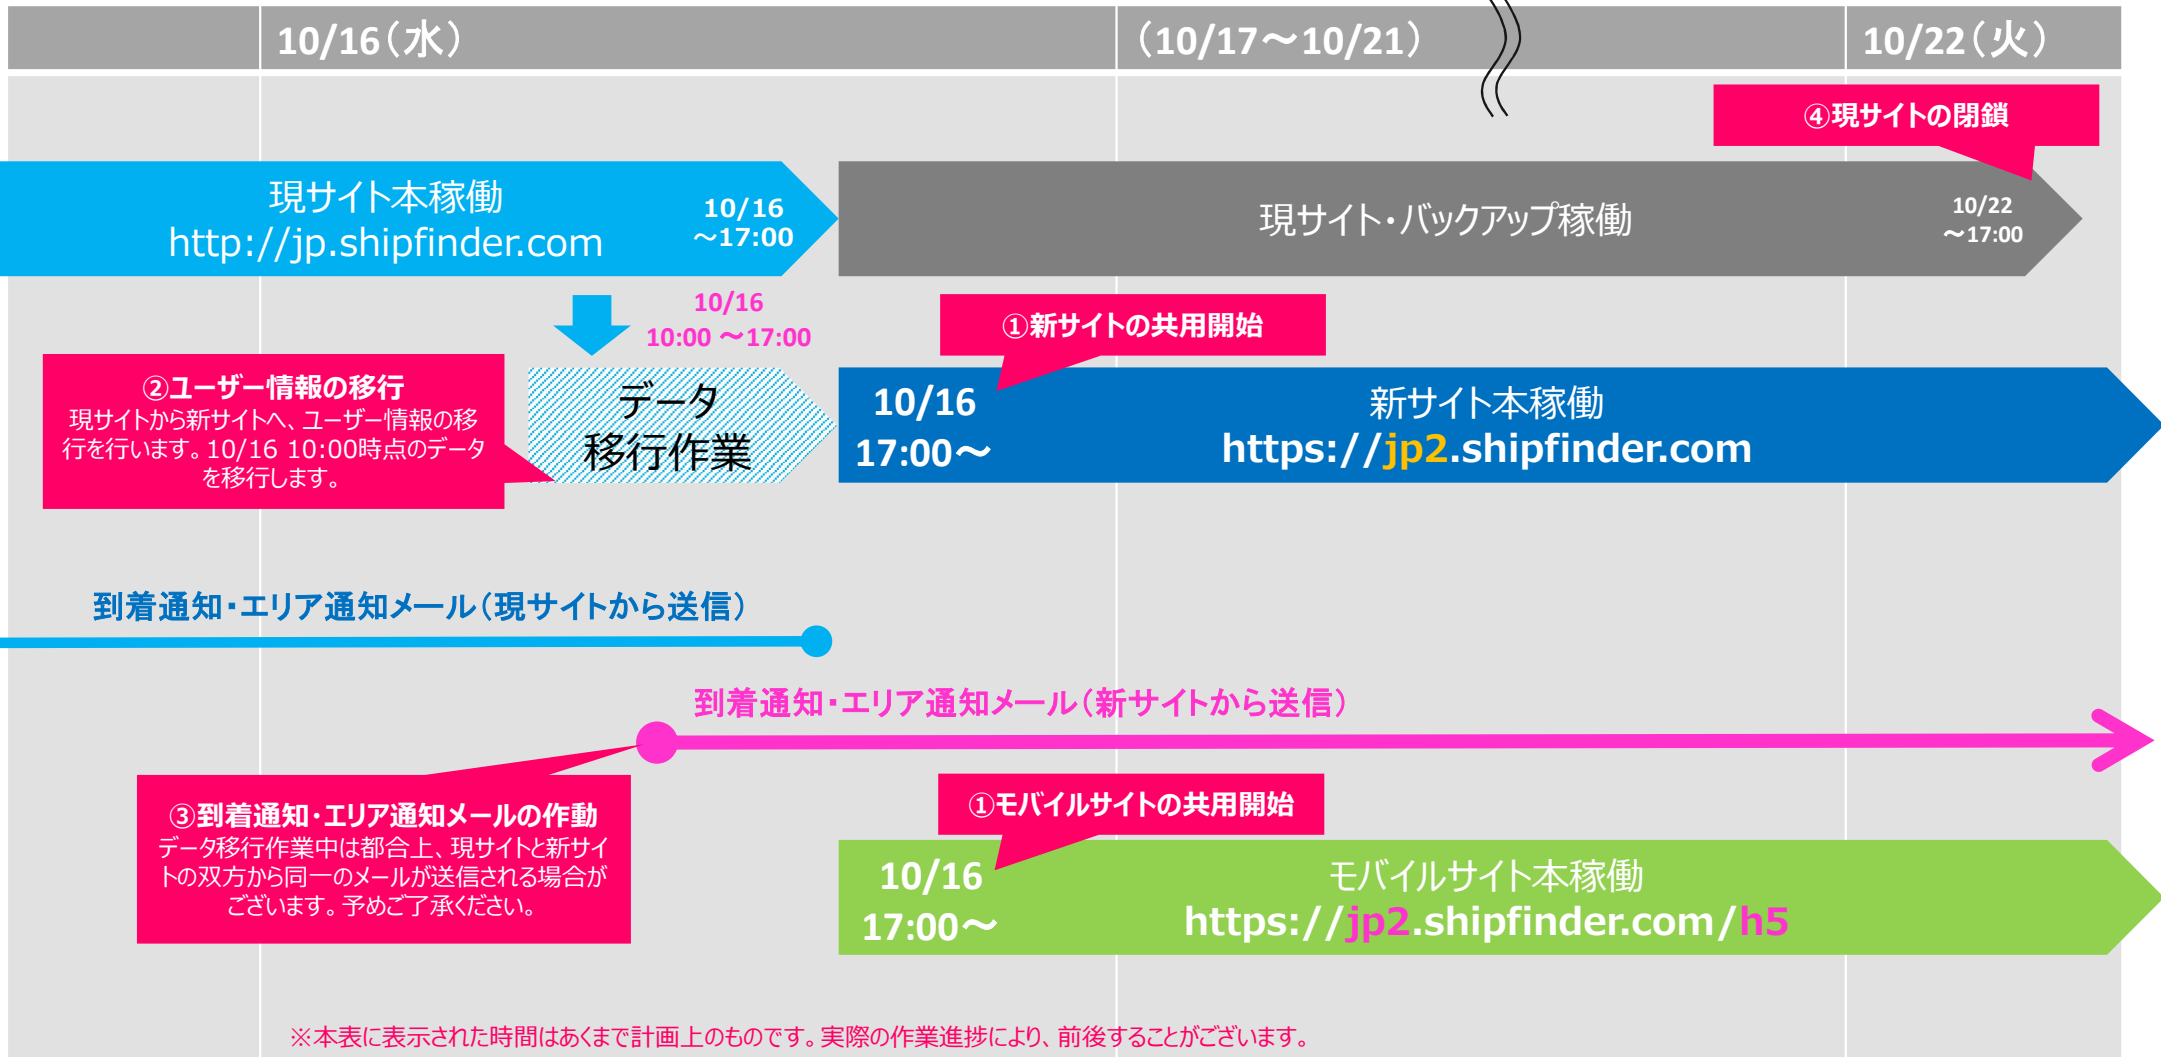 10/16（水）
（10/17～10/21）
10/22（火）
④現サイトの閉鎖
現サイト本稼働
http://jp.shipfinder.com
10/16
～17:00
現サイト・バックアップ稼働
10/22
～17:00
10/16
10:00 ～17:00
①新サイトの共用開始
②ユーザー情報の移行
現サイトから新サイトへ、ユーザー情報の移
行を行います。10/16 10:00時点のデータ
を移行します。
データ
移行作業
10/16
17:00～
新サイト本稼働
https://jp2.shipfinder.com
到着通知・エリア通知メール（現サイトから送信）
到着通知・エリア通知メール（新サイトから送信）
③到着通知・エリア通知メールの作動
データ移行作業中は都合上、現サイトと新サイ
トの双方から同一のメールが送信される場合が
ございます。予めご了承ください。
①モバイルサイトの共用開始
10/16
17:00～
モバイルサイト本稼働
https://jp2.shipfinder.com/h5
※本表に表示された時間はあくまで計画上のものです。実際の作業進捗により、前後することがございます。